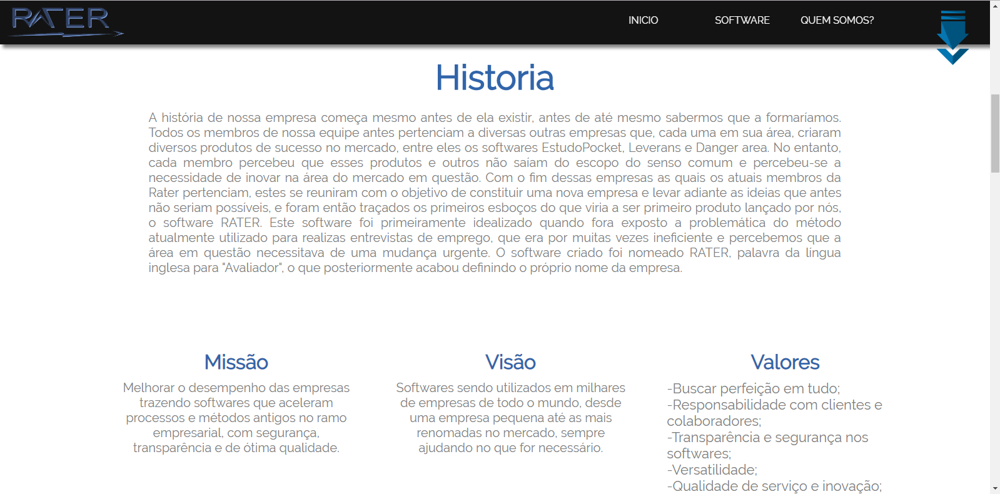 RATER
INICIO
SOFTWARE
QUEM SOMOS?
Historia
A história de nossa empresa começa mesmo antes de ela existir, antes de até mesmo sabermos que a formaríamos.
Todos os membros de nossa equipe antes pertenciam a diversas outras empresas que, cada uma em sua área, criaram
diversos produtos de sucesso no mercado, entre eles os softwares EstudoPocket, Leverans e Danger area. No entanto,
cada membro percebeu que esses produtos e outros não saíam do escopo do senso comum e percebeu-se a
necessidade de inovar na área do mercado em questão. Com o fim dessas empresas as quais os atuais membros da
Rater pertenciam, estes se reuniram com o objetivo de constituir uma nova empresa e levar adiante as ideias que antes
não seriam possíveis, e foram então traçados os primeiros esboços do que viria a ser primeiro produto lançado por nós,
o software RATER. Este software foi primeiramente idealizado quando fora exposto a problemática do método
atualmente utilizado para realizas entrevistas de emprego, que era por muitas vezes ineficiente e percebemos que a
área em questão necessitava de uma mudança urgente. O software criado foi nomeado RATER, palavra da língua
inglesa para "Avaliador", o que posteriormente acabou definindo o próprio nome da empresa.
Missão
Melhorar o desempenho das empresas
trazendo softwares que aceleram
processos e métodos antigos no ramo
empresarial, com segurança,
transparência e de ótima qualidade.
Visão
Softwares sendo utilizados em milhares
de empresas de todo o mundo, desde
uma empresa pequena até as mais
renomadas no mercado, sempre
ajudando no que for necessário.
Valores
-Buscar perfeição em tudo;
-Responsabilidade com clientes e
colaboradores;
-Transparência e segurança nos
softwares;
-Versatilidade;
-Qualidade de serviço e inovação;